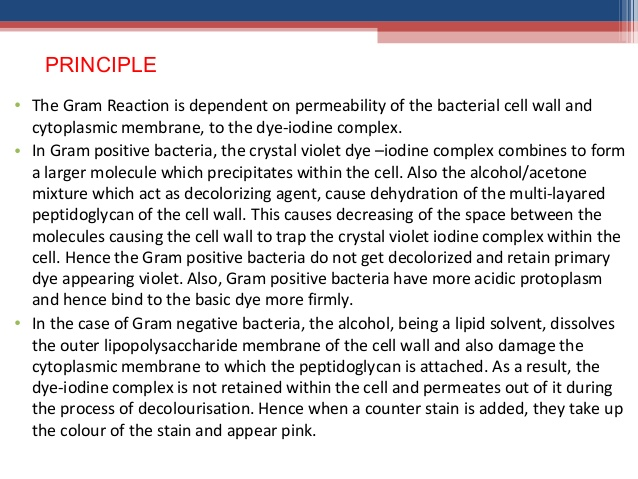 PRINCIPLE
• The Gram Reaction is dependent on permeability of the bacterial cell wall and
cytoplasmic membrane, to the dye-iodine complex.
• In Gram positive bacteria, the crystal violet dye –iodine complex combines to form
a larger molecule which precipitates within the cell. Also the alcohol/acetone
mixture which act as decolorizing agent, cause dehydration of the multi-layared
peptidoglycan of the cell wall. This causes decreasing of the space between the
molecules causing the cell wall to trap the crystal violet iodine complex within the
cell. Hence the Gram positive bacteria do not get decolorized and retain primary
dye appearing violet. Also, Gram positive bacteria have more acidic protoplasm
and hence bind to the basic dye more firmly.
• In the case of Gram negative bacteria, the alcohol, being a lipid solvent, dissolves
the outer lipopolysaccharide membrane of the cell wall and also damage the
cytoplasmic membrane to which the peptidoglycan is attached. As a result, the
dye-iodine complex is not retained within the cell and permeates out of it during
the process of decolourisation. Hence when a counter stain is added, they take up
the colour of the stain and appear pink.